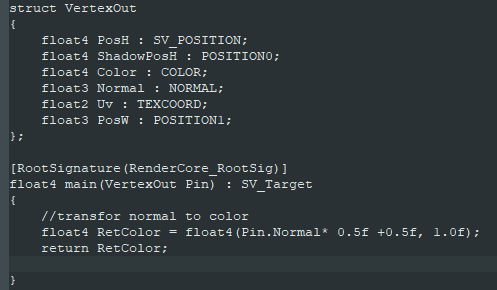 struct VertexOut
{
    float4 PosH : SV_POSITION;
    float4 ShadowPosH : POSITION0;
    float4 Color : COLOR;
    float3 Normal : NORMAL;
    float2 Uv : TEXCOORD;
    float3 PosW : POSITION1;
};

[RootSignature(RenderCore_RootSig)]
float4 main(VertexOut Pin) : SV_Target
{
    //transfor normal to color
    float4 RetColor = float4(Pin.Normal* 0.5f +0.5f, 1.0f);
    return RetColor;

}